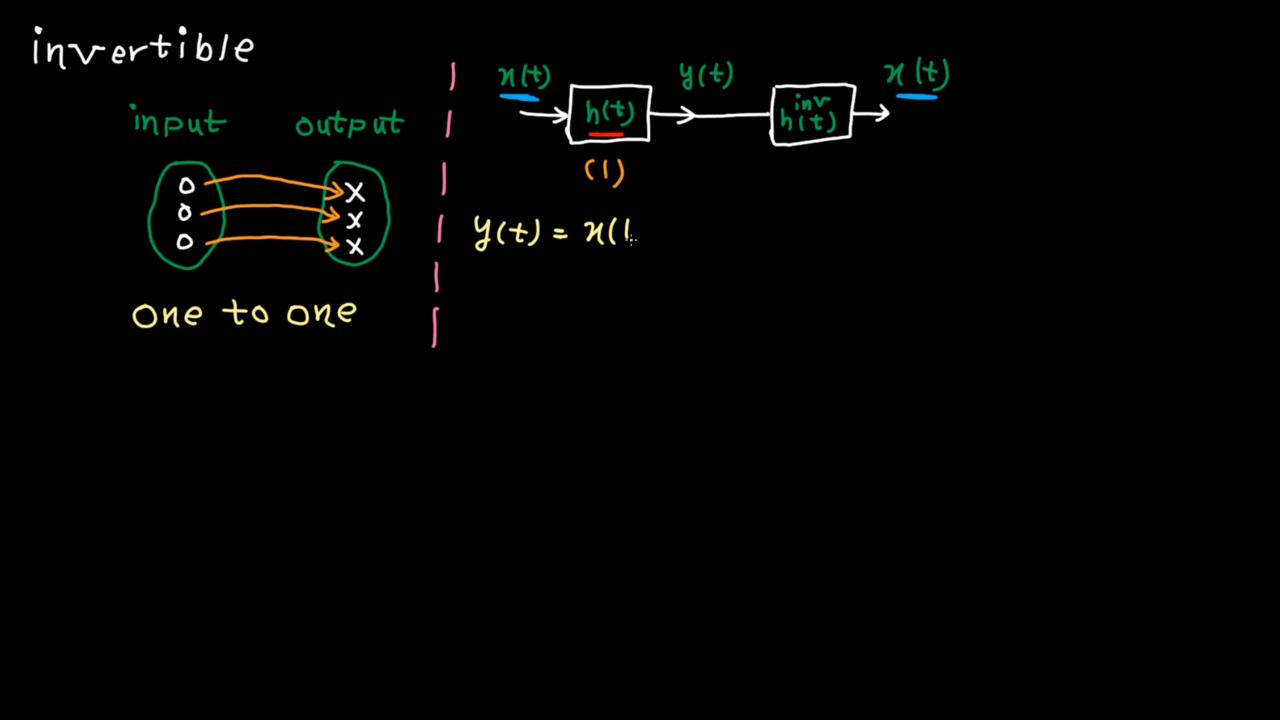 invertible
input output
one to one
x(t) y(t) x(t)
h(t) inv h(t)
(1)
y(t) = x(